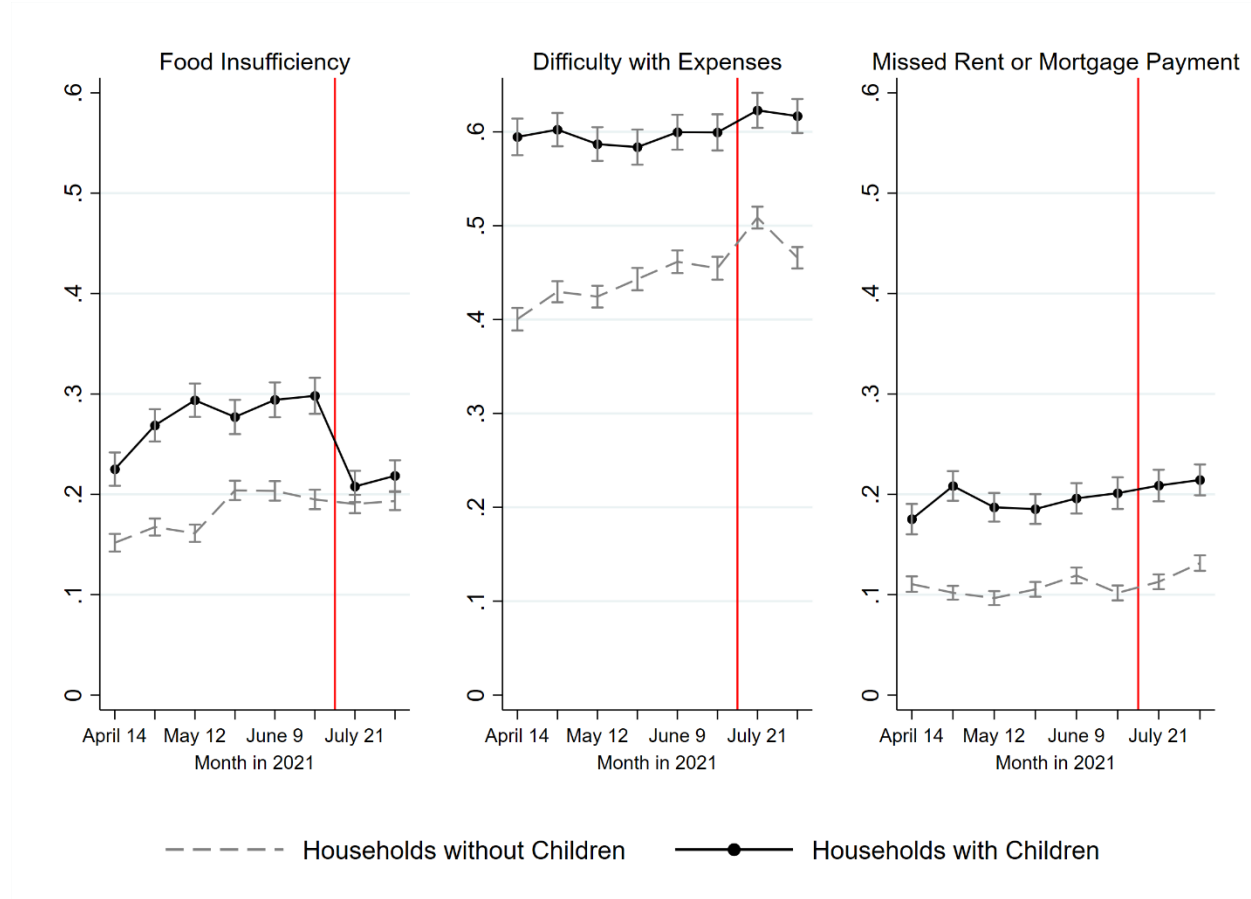 Food Insufficiency
.6
.5
.4
.3
.2
.1
0
April 14 May 12 June 9 July 21
Month in 2021
Difficulty with Expenses
.6
.5
.4
.3
.2
.1
0
April 14 May 12 June 9 July 21
Month in 2021
Missed Rent or Mortgage Payment
.6
.5
.4
.3
.2
.1
0
April 14 May 12 June 9 July 21
Month in 2021
Households without Children
Households with Children